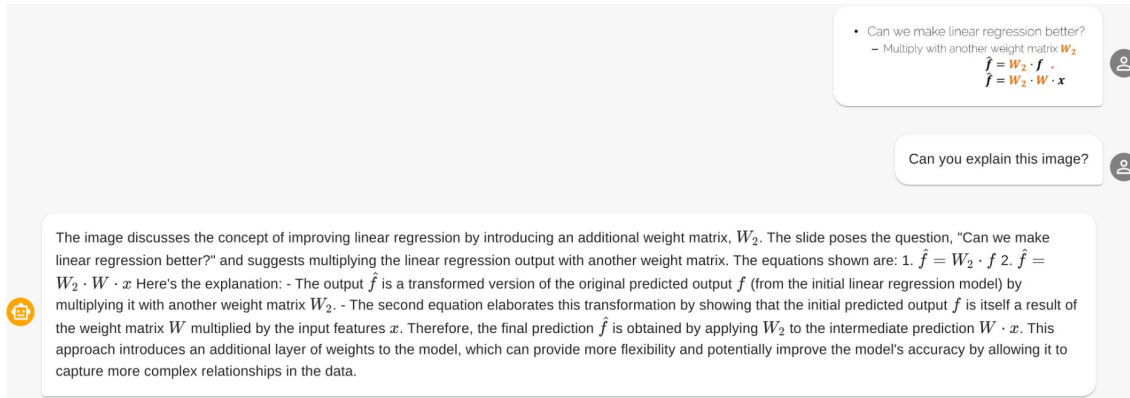 • Can we make linear regression better?
– Multiply with another weight matrix W₂
f̂ = W₂ · f .
f̂ = W₂ · W · x
Can you explain this image?
The image discusses the concept of improving linear regression by introducing an additional weight matrix, W₂. The slide poses the question, "Can we make
linear regression better?" and suggests multiplying the linear regression output with another weight matrix. The equations shown are: 1. f̂ = W₂ · f 2. f̂ =
W₂ · W · x Here's the explanation: - The output f̂ is a transformed version of the original predicted output f (from the initial linear regression model) by
multiplying it with another weight matrix W₂. - The second equation elaborates this transformation by showing that the initial predicted output f is itself a result of
the weight matrix W multiplied by the input features x. Therefore, the final prediction f̂ is obtained by applying W₂ to the intermediate prediction W · x. This
approach introduces an additional layer of weights to the model, which can provide more flexibility and potentially improve the model's accuracy by allowing it to
capture more complex relationships in the data.